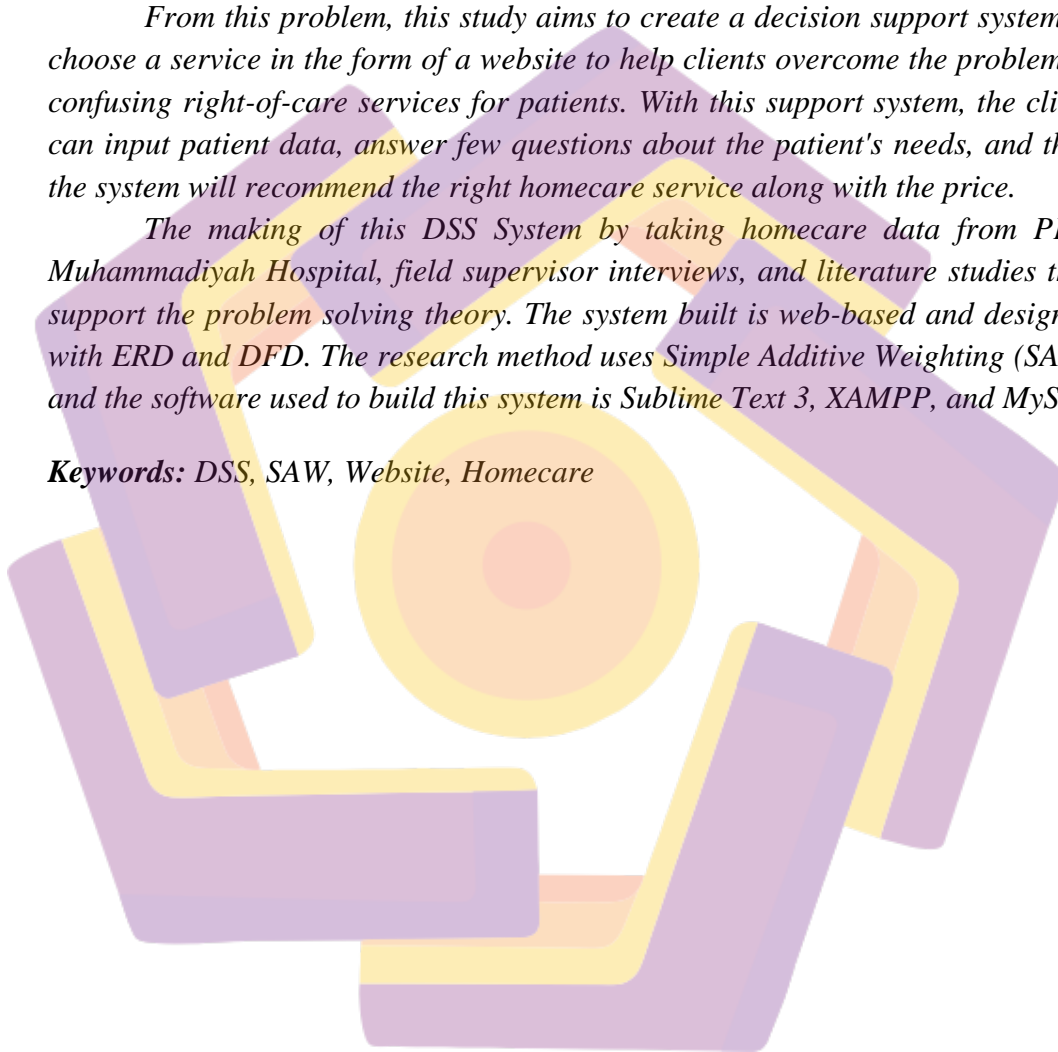 From this problem, this study aims to create a decision support system
choose a service in the form of a website to help clients overcome the problem
confusing right-of-care services for patients. With this support system, the cli
can input patient data, answer few questions about the patient's needs, and th
the system will recommend the right homecare service along with the price.
The making of this DSS System by taking homecare data from PK
Muhammadiyah Hospital, field supervisor interviews, and literature studies th
support the problem solving theory. The system built is web-based and design
with ERD and DFD. The research method uses Simple Additive Weighting (SA
and the software used to build this system is Sublime Text 3, XAMPP, and MyS
Keywords: DSS, SAW, Website, Homecare